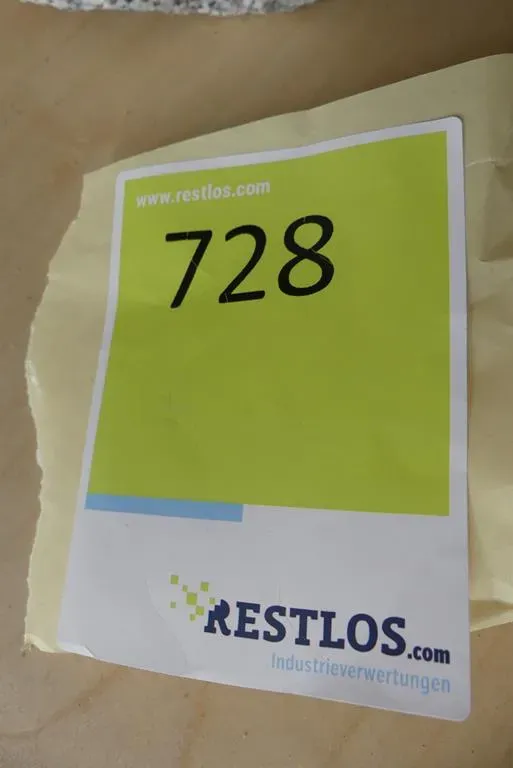 www.restlos.com
728
RESTLOS.com
Industrieverwertungen